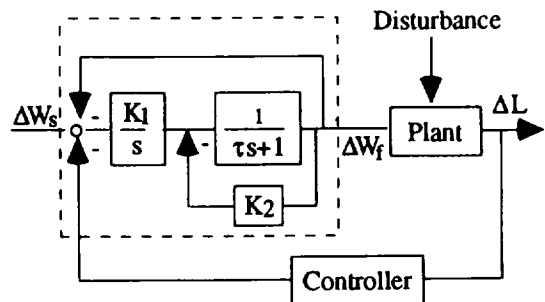 Disturbance
ΔWs
-
-
K1
s
-
1
τs+1
K2
ΔWf
Plant
ΔL
Controller